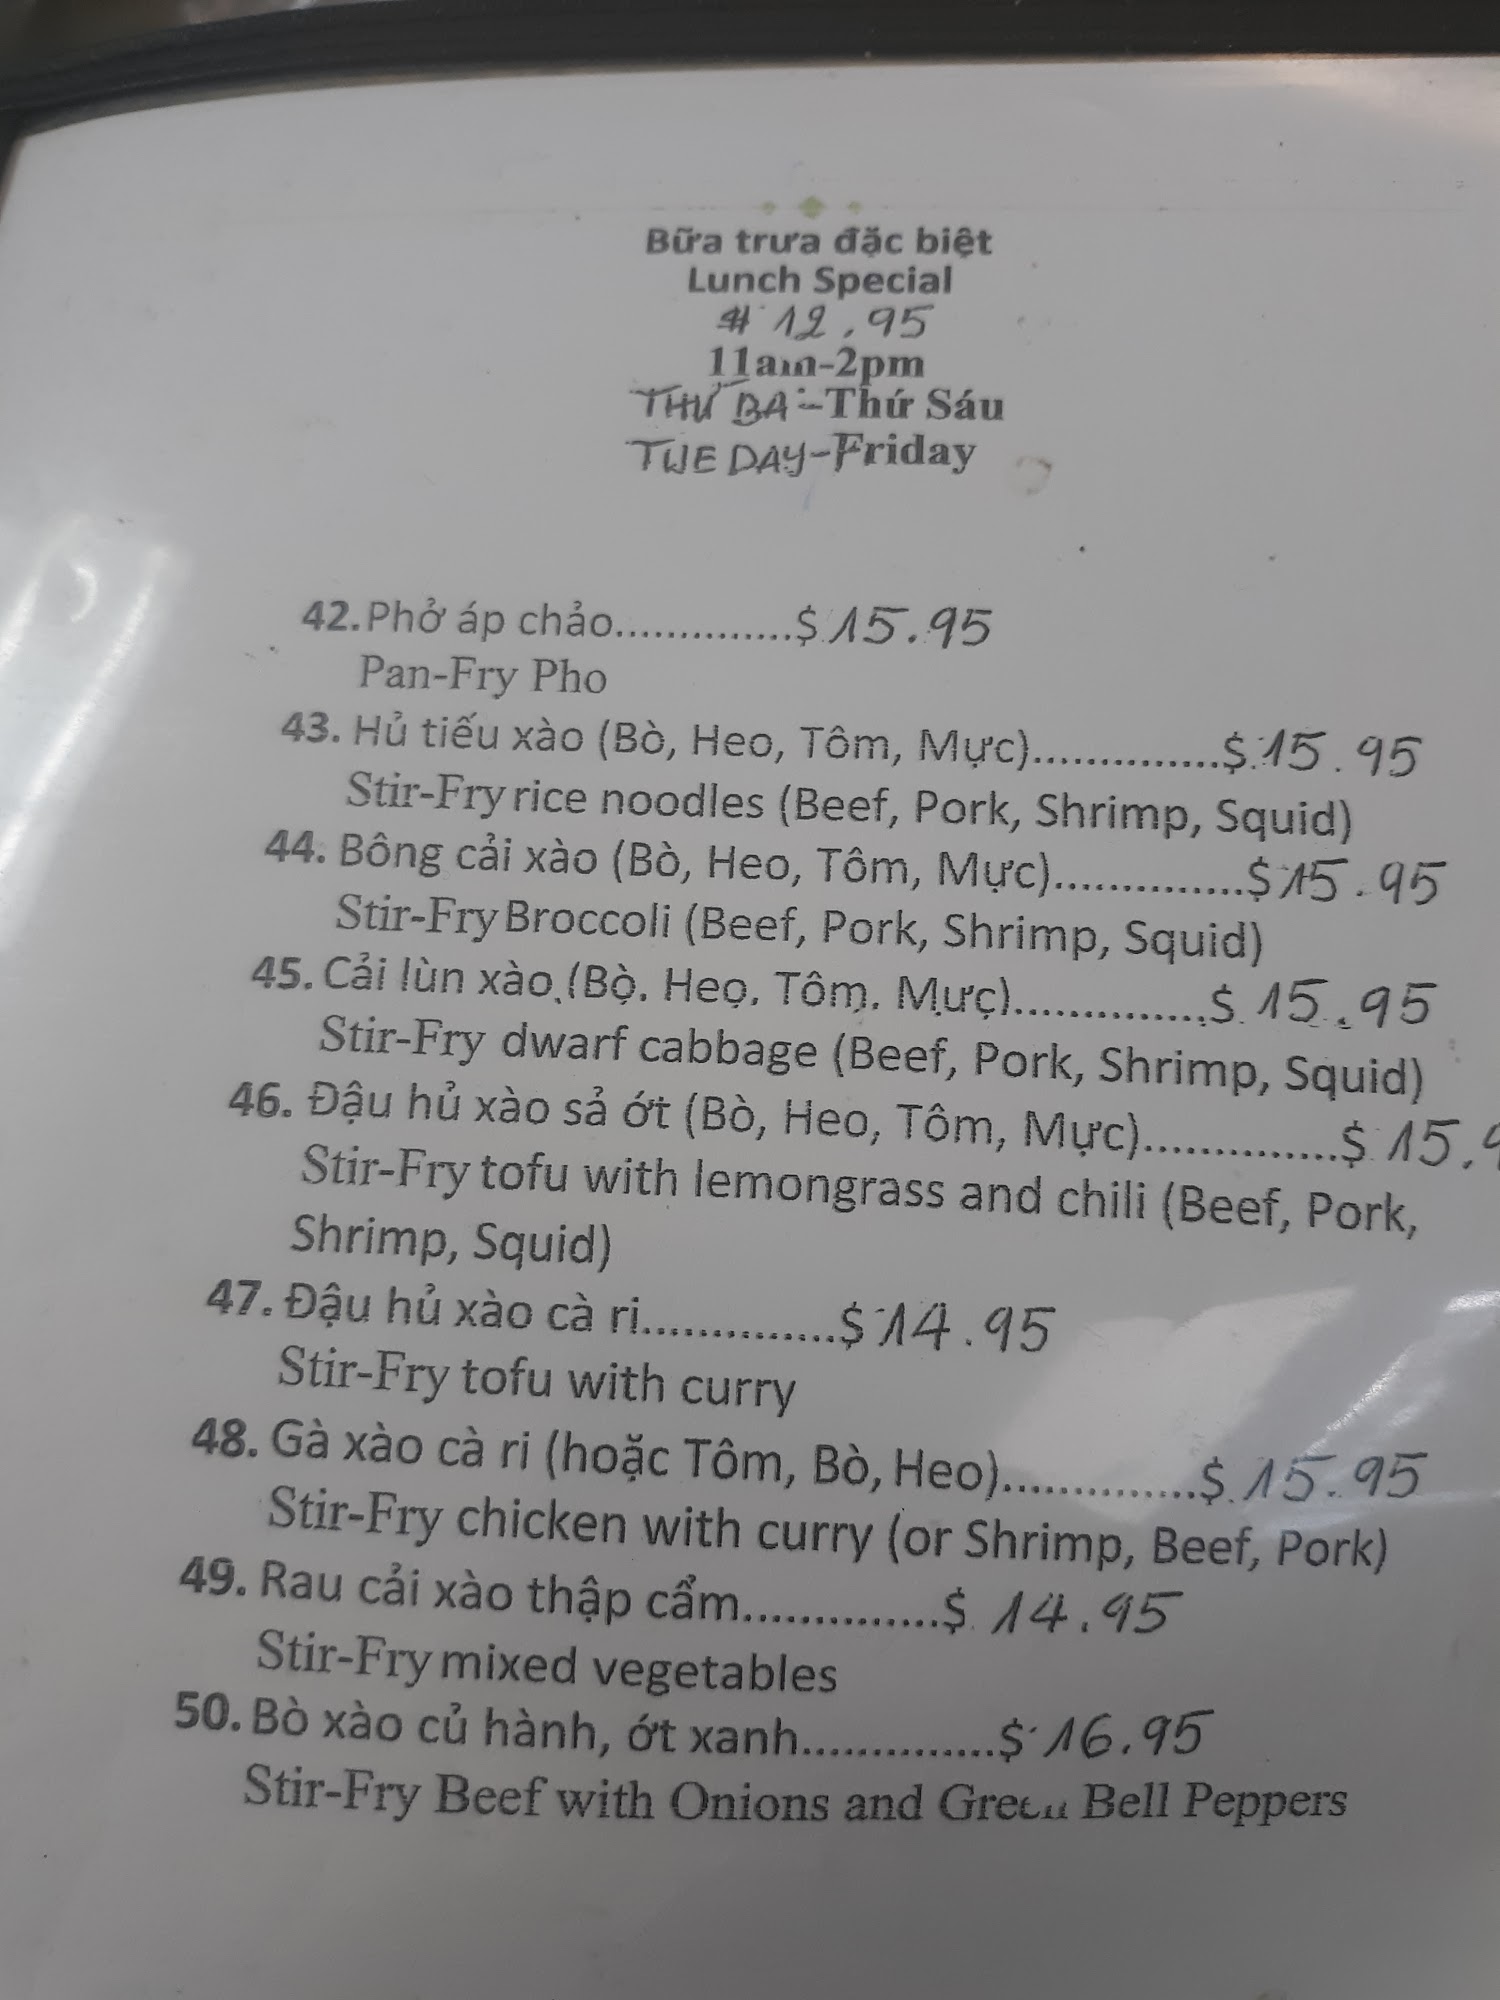 Bữa trưa đặc biệt
Lunch Special
$ 12.95
11am-2pm
THỨ BA - Thứ Sáu
TUEDAY-Friday
42.Phở áp chảo..............$ 15.95
Pan-Fry Pho
43. Hủ tiếu xào (Bò, Heo, Tôm, Mực)...............$ 15.95
Stir-Fry rice noodles (Beef, Pork, Shrimp, Squid)
44. Bông cải xào (Bò, Heo, Tôm, Mực)...............$ 15.95
Stir-Fry Broccoli (Beef, Pork, Shrimp, Squid)
45. Cải lùn xào (Bò. Heo. Tôm. Mực)...............$ 15.95
Stir-Fry dwarf cabbage (Beef, Pork, Shrimp, Squid)
46. Đậu hủ xào sả ớt (Bò, Heo, Tôm, Mực)...............$ 15.9
Stir-Fry tofu with lemongrass and chili (Beef, Pork,
Shrimp, Squid)
47. Đậu hủ xào cà ri...............$ 14.95
Stir-Fry tofu with curry
48. Gà xào cà ri (hoặc Tôm, Bò, Heo)...............$ 15.95
Stir-Fry chicken with curry (or Shrimp, Beef, Pork)
49. Rau cải xào thập cẩm...............$ 14.95
Stir-Fry mixed vegetables
50. Bò xào củ hành, ớt xanh...............$ 16.95
Stir-Fry Beef with Onions and Green Bell Peppers